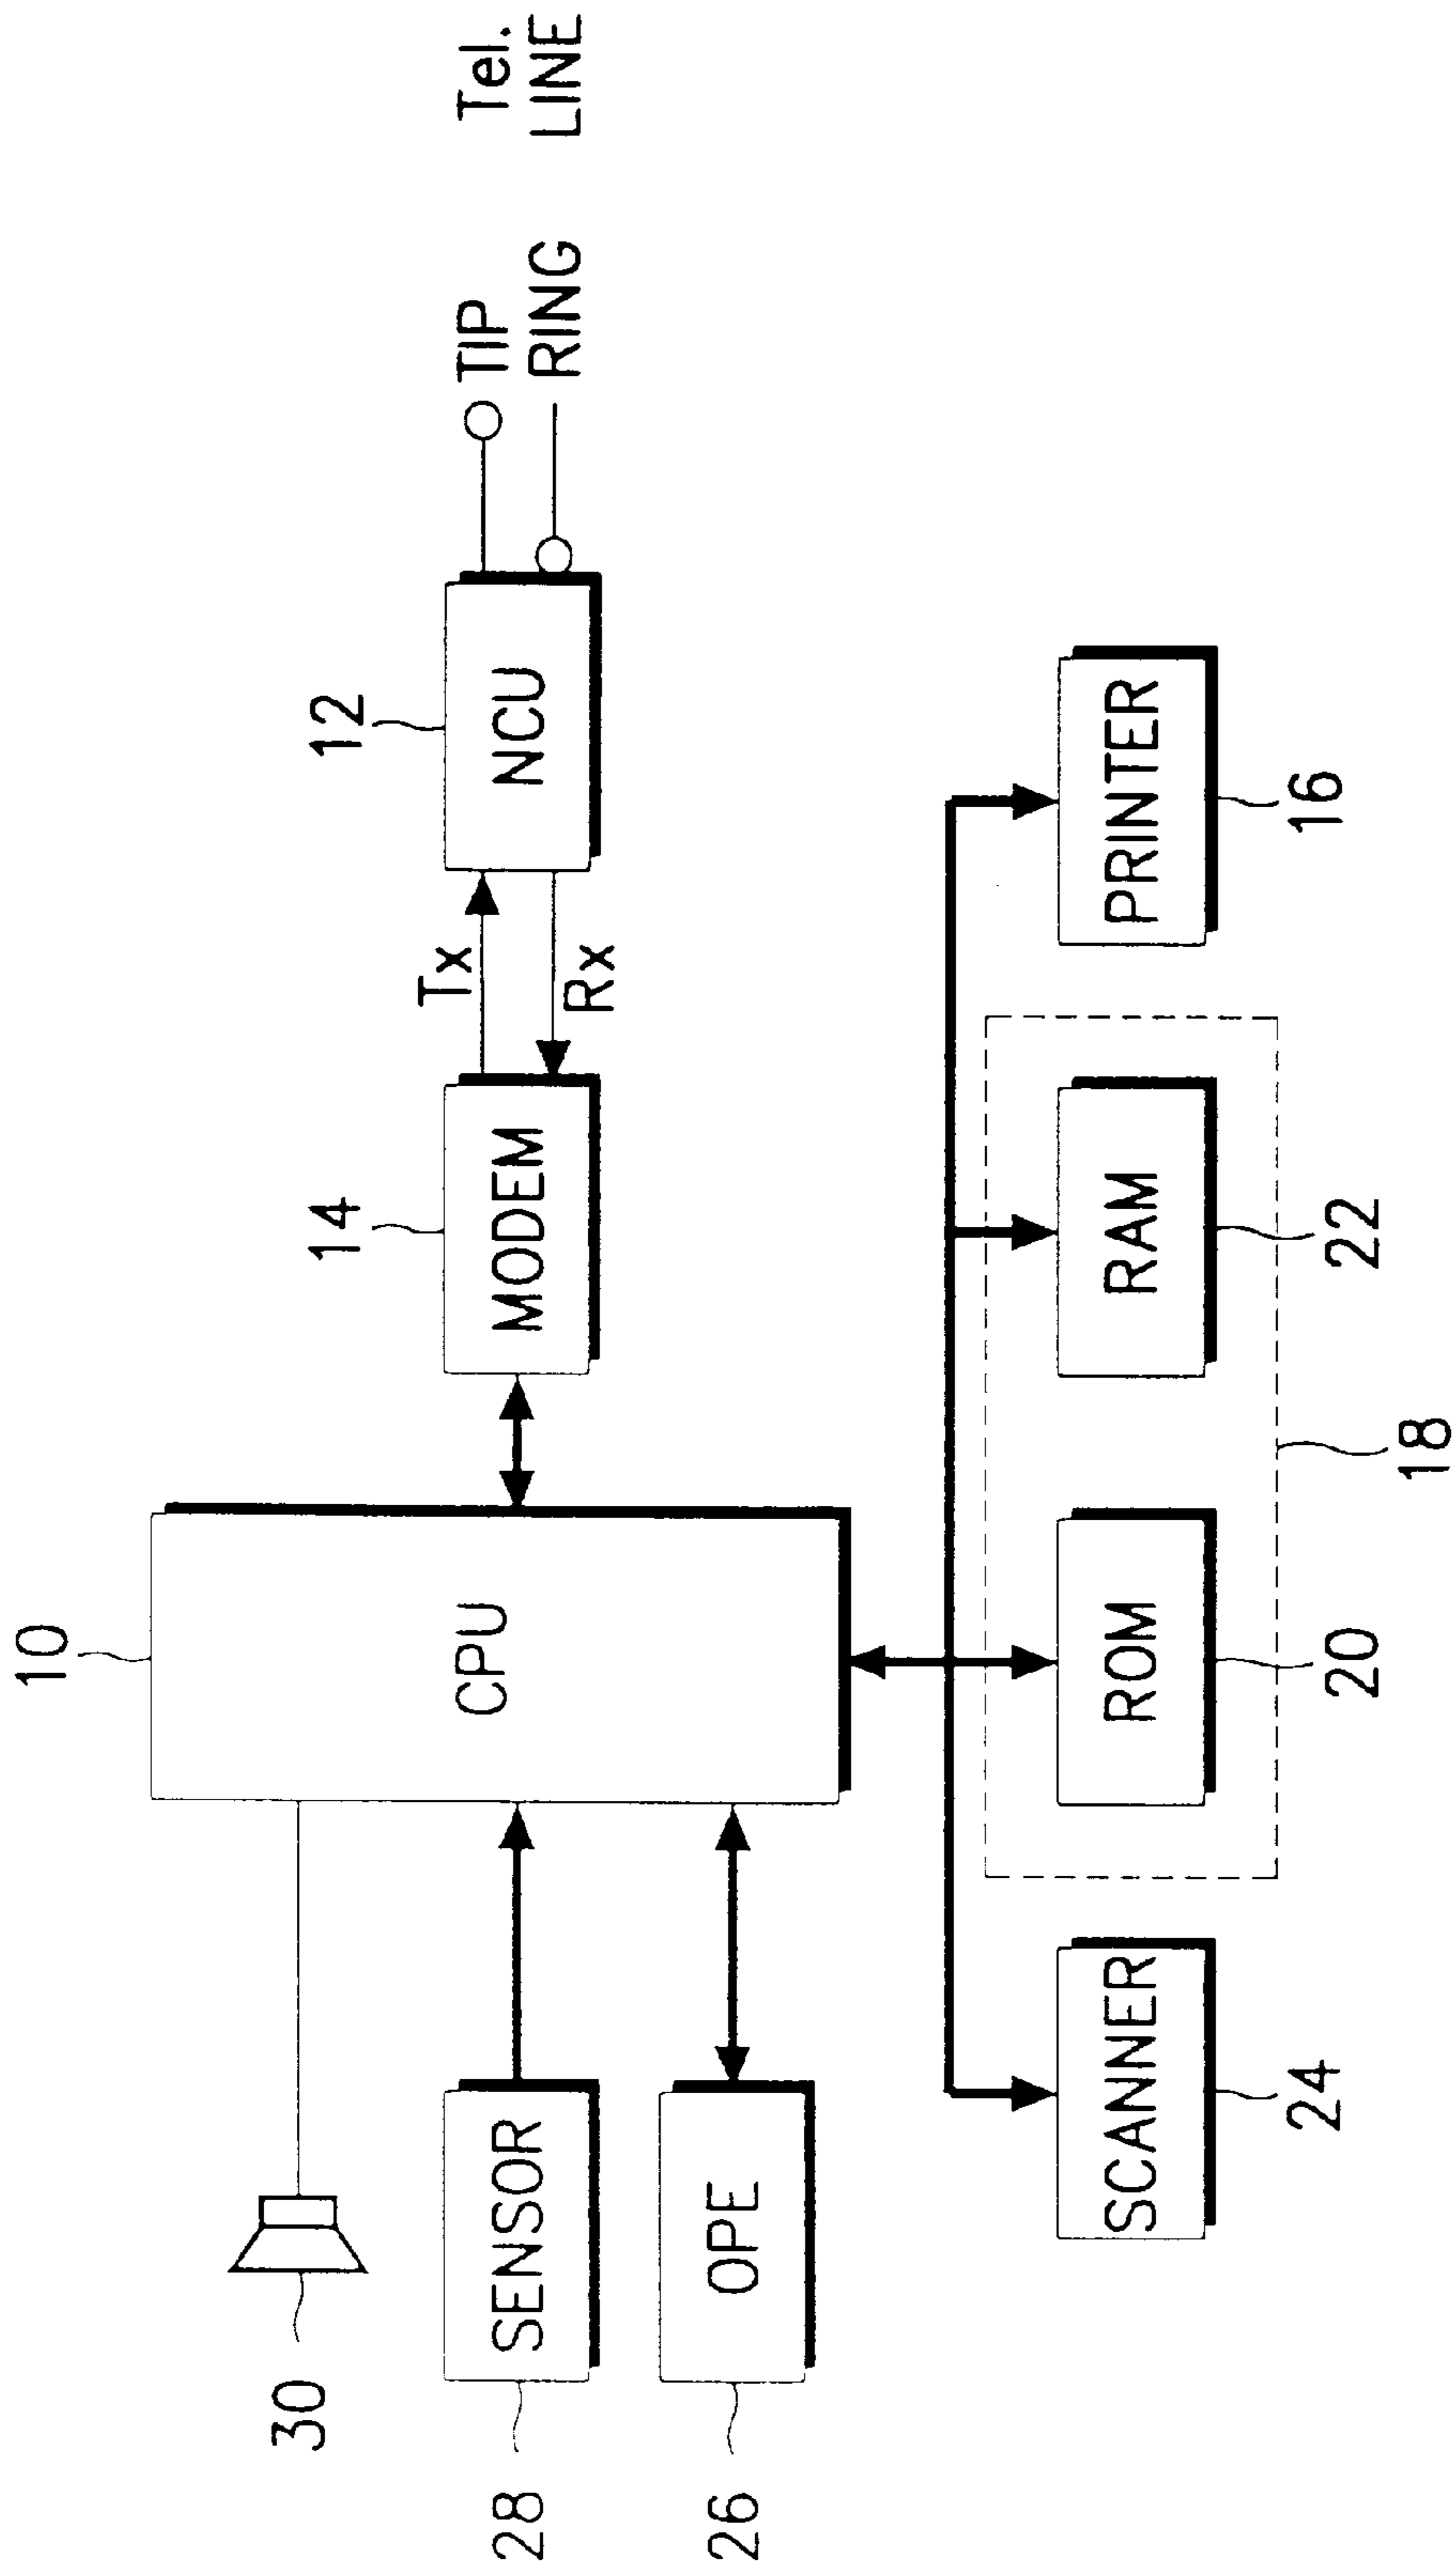 10
CPU
14
MODEM
12
NCU
Tx
Rx
TIP
RING
Tel.
LINE
30
28
SENSOR
26
OPE
SCANNER
24
ROM
20
RAM
22
18
PRINTER
16